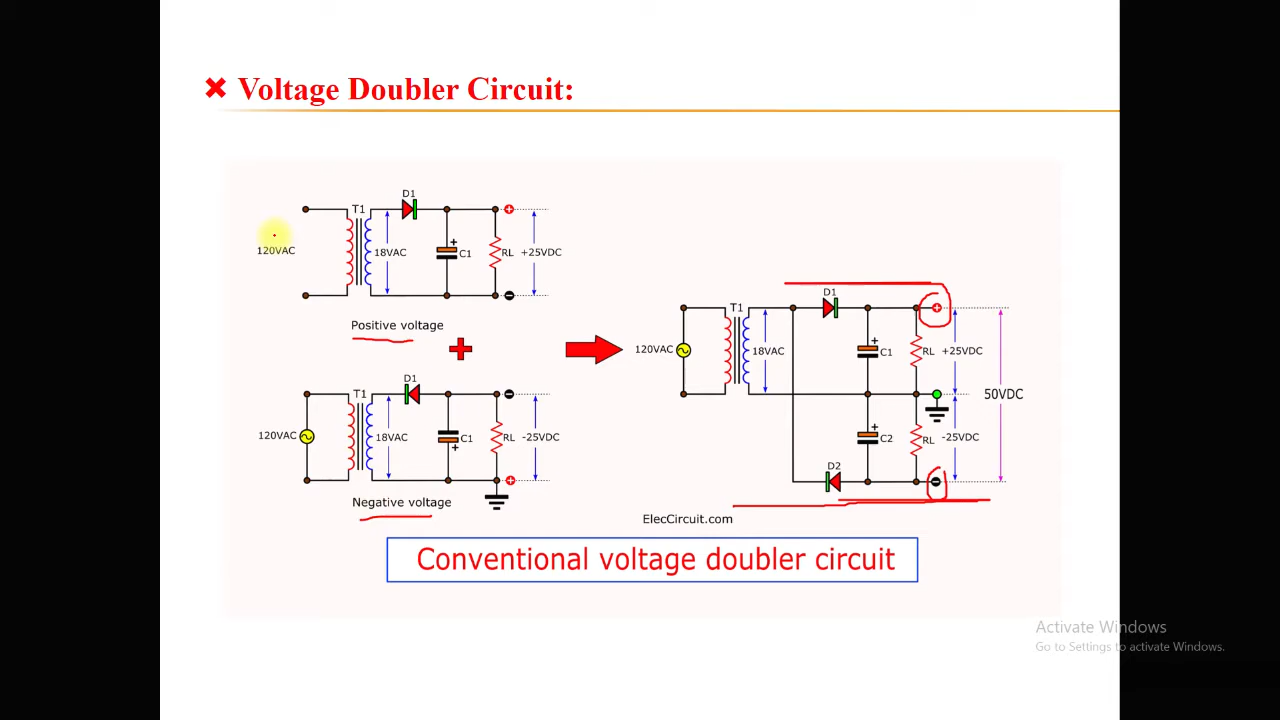 ✖ Voltage Doubler Circuit:
T1
D1
120VAC
18VAC
+
C1
RL
+25VDC
+
-
Positive voltage
T1
D1
120VAC
18VAC
C1
+
RL
-25VDC
-
+
Negative voltage
T1
D1
120VAC
18VAC
+
C1
RL
+25VDC
+
50VDC
+
C2
RL
-25VDC
D2
-
ElecCircuit.com
Conventional voltage doubler circuit
Activate Windows
Go to Settings to activate Windows.